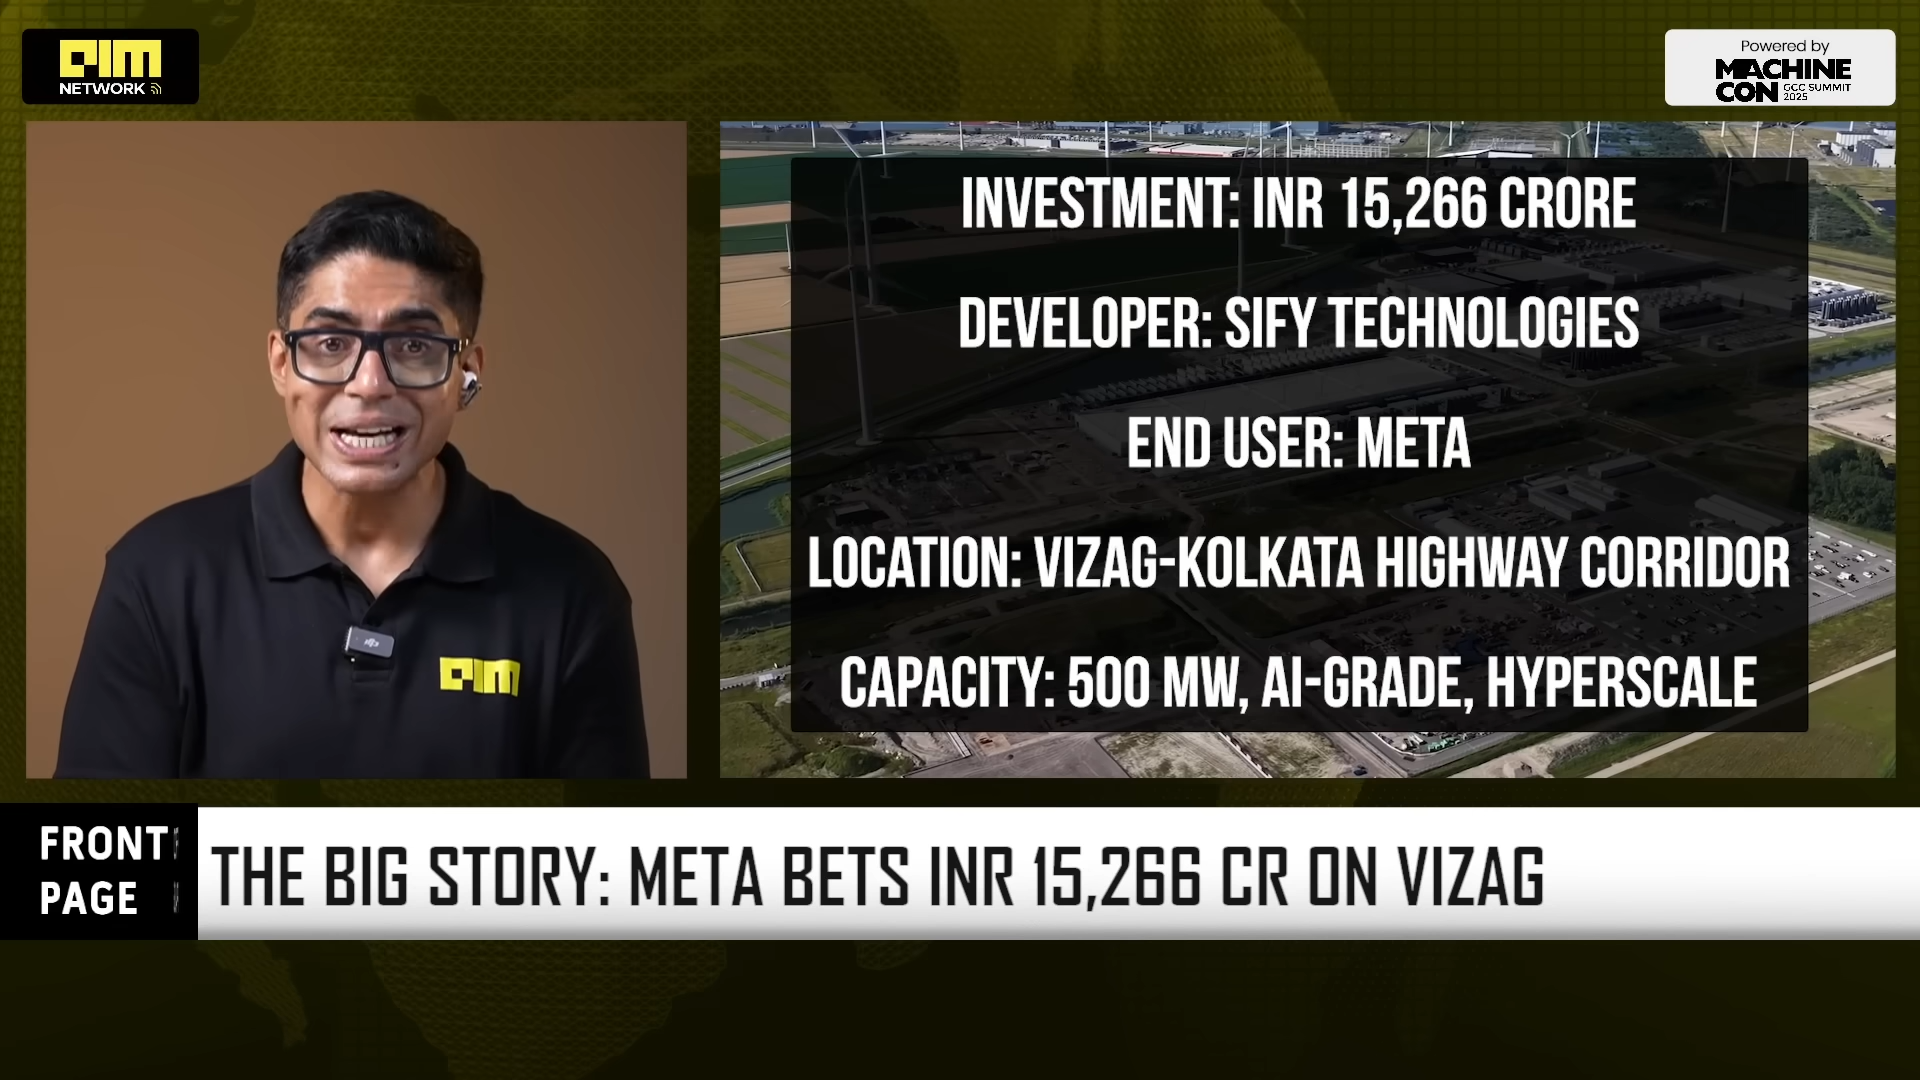 AIM
NETWORK
Powered by
MACHINE
CON GCC SUMMIT
2025
INVESTMENT: INR 15,266 CRORE
DEVELOPER: SIFY TECHNOLOGIES
END USER: META
LOCATION: VIZAG-KOLKATA HIGHWAY CORRIDOR
CAPACITY: 500 MW, AI-GRADE, HYPERSCALE
AIM
FRONT
PAGE
THE BIG STORY: META BETS INR 15,266 CR ON VIZAG